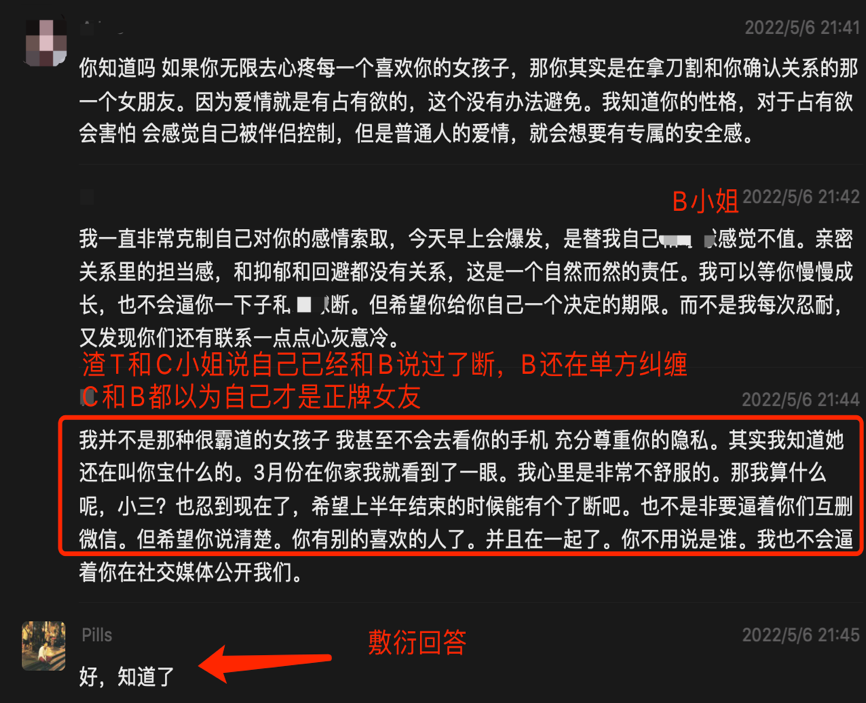 2022/5/6 21:41
你知道吗 如果你无限去心疼每一个喜欢你的女孩子，那你其实是在拿刀割和你确认关系的那
一个女朋友。因为爱情就是有占有欲的，这个没有办法避免。我知道你的性格，对于占有欲
会害怕 会感觉自己被伴侣控制，但是普通人的爱情，就会想要有专属的安全感。
B小姐 2022/5/6 21:42
我一直非常克制自己对你的感情索取，今天早上会爆发，是替我自己 感觉不值。亲密
关系里的担当感，和抑郁和回避都没有关系，这是一个自然而然的责任。我可以等你慢慢成
长，也不会逼你一下子和 断。但希望你给你自己一个决定的期限。而不是我每次忍耐，
又发现你们还有联系一点点心灰意冷。
渣T和C小姐说自己已经和B说过了断，B还在单方纠缠
C和B都以为自己才是正牌女友
2022/5/6 21:44
我并不是那种很霸道的女孩子 我甚至不会去看你的手机 充分尊重你的隐私。其实我知道她
还在叫你宝什么的。3月份在你家我就看到了一眼。我心里是非常不舒服的。那我算什么
呢，小三？也忍到现在了，希望上半年结束的时候能有个了断吧。也不是非要逼着你们互删
微信。但希望你说清楚。你有别的喜欢的人了。并且在一起了。你不用说是谁。我也不会逼
着你在社交媒体公开我们。
Pills 2022/5/6 21:45
敷衍回答
好，知道了